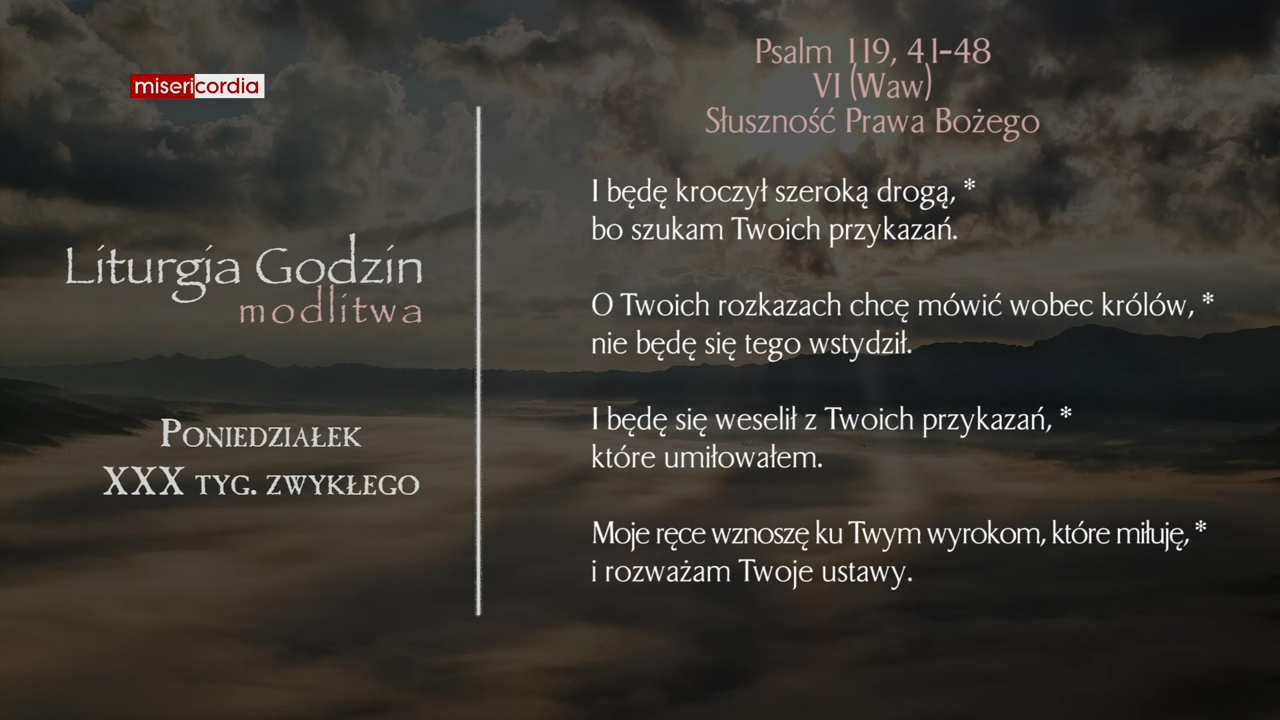 misericordia
Liturgia Godzin
modlitwa
Poniedziałek
XXX tyg. zwykłego
Psalm 119, 41-48
VI (Waw)
Słuszność Prawa Bożego
I będę kroczył szeroką drogą, *
bo szukam Twoich przykazań.
O Twoich rozkazach chcę mówić wobec królów, *
nie będę się tego wstydził.
I będę się weselił z Twoich przykazań, *
które umiłowałem.
Moje ręce wznoszę ku Twym wyrokom, które miłuję, *
i rozważam Twoje ustawy.